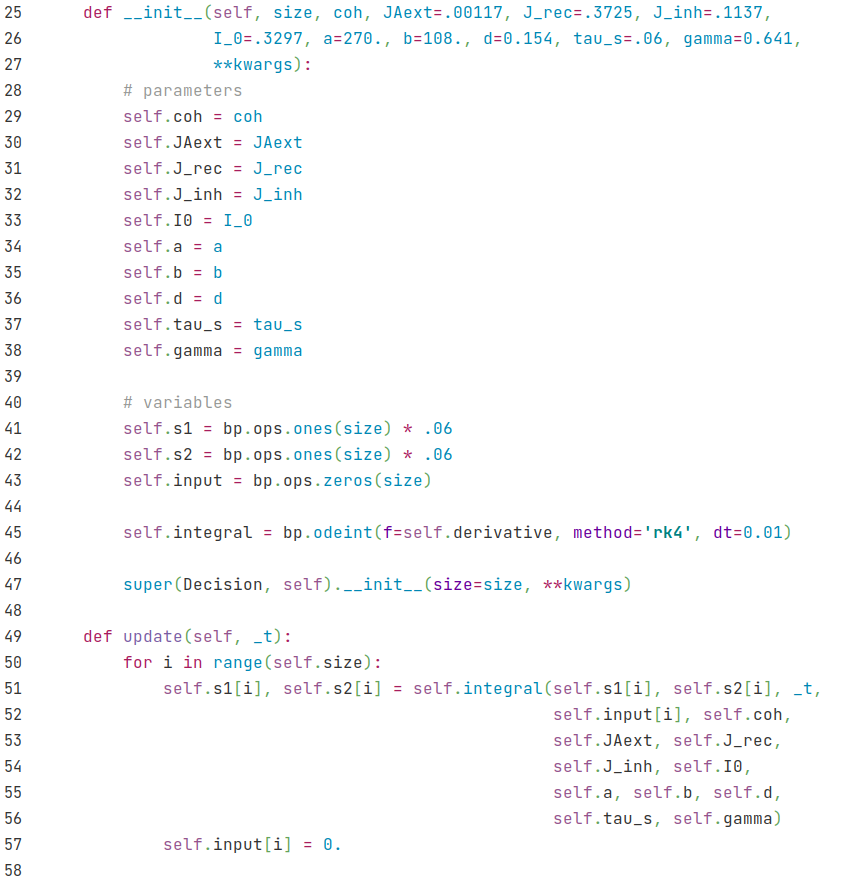 25 def __init__(self, size, coh, JAext=.00117, J_rec=.3725, J_inh=.1137,
26 I_0=.3297, a=270., b=108., d=0.154, tau_s=.06, gamma=0.641,
27 **kwargs):
28 # parameters
29 self.coh = coh
30 self.JAext = JAext
31 self.J_rec = J_rec
32 self.J_inh = J_inh
33 self.I0 = I_0
34 self.a = a
35 self.b = b
36 self.d = d
37 self.tau_s = tau_s
38 self.gamma = gamma
39
40 # variables
41 self.s1 = bp.ops.ones(size) * .06
42 self.s2 = bp.ops.ones(size) * .06
43 self.input = bp.ops.zeros(size)
44
45 self.integral = bp.odeint(f=self.derivative, method='rk4', dt=0.01)
46
47 super(Decision, self).__init__(size=size, **kwargs)
48
49 def update(self, _t):
50 for i in range(self.size):
51 self.s1[i], self.s2[i] = self.integral(self.s1[i], self.s2[i], _t,
52 self.input[i], self.coh,
53 self.JAext, self.J_rec,
54 self.J_inh, self.I0,
55 self.a, self.b, self.d,
56 self.tau_s, self.gamma)
57 self.input[i] = 0.
58